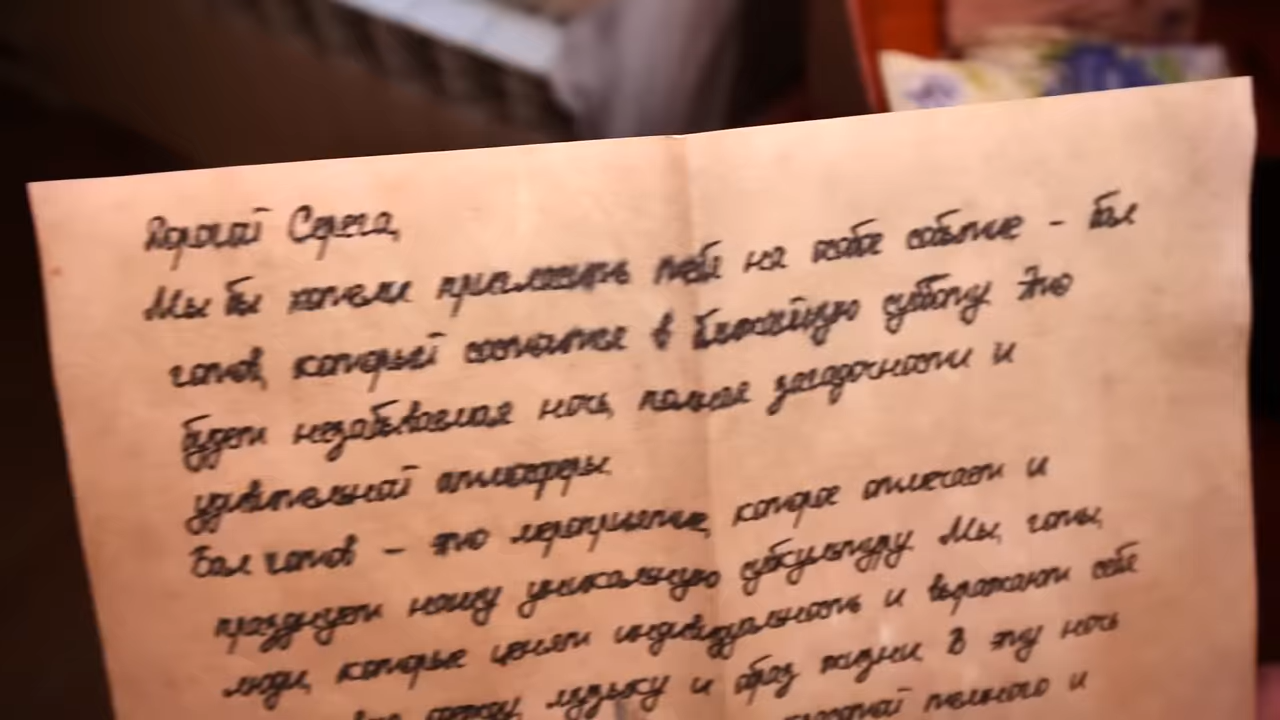 Дорогой Серега,
Мы бы хотели пригласить тебя на особое событие - Бал
готов, который состоится в ближайшую субботу. Это
будет незабываемая ночь, полная загадочности и
удивительной атмосферы.
Бал готов - это мероприятие, которое отмечает и
празднует нашу уникальную субкультуру. Мы, готы,
люди, которые ценят индивидуальность и выражают себя
одежду, музыку и образ жизни. В эту ночь
темного и